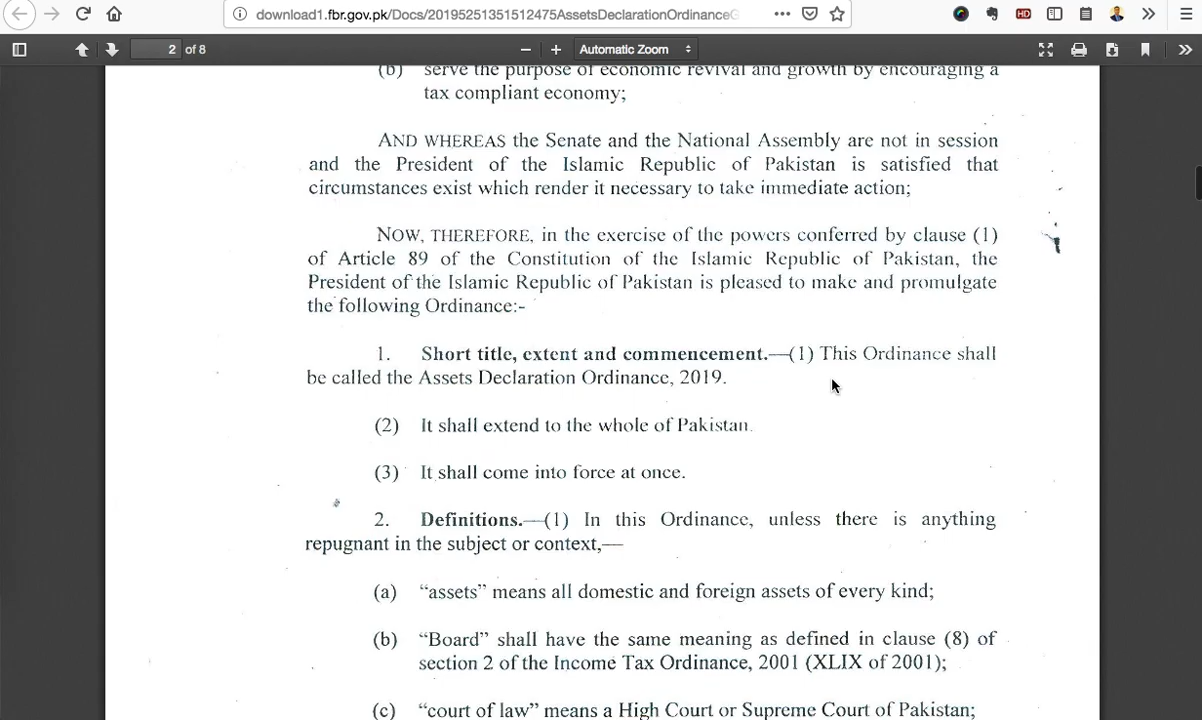 download1.fbr.gov.pk/Docs/20195251351512475AssetsDeclarationOrdinance
HD
2 of 8
Automatic Zoom
(b) serve the purpose of economic revival and growth by encouraging a
tax compliant economy;
AND WHEREAS the Senate and the National Assembly are not in session
and the President of the Islamic Republic of Pakistan is satisfied that
circumstances exist which render it necessary to take immediate action;
NOW, THEREFORE, in the exercise of the powers conferred by clause (1)
of Article 89 of the Constitution of the Islamic Republic of Pakistan, the
President of the Islamic Republic of Pakistan is pleased to make and promulgate
the following Ordinance:-
1. Short title, extent and commencement.—(1) This Ordinance shall
be called the Assets Declaration Ordinance, 2019.
(2) It shall extend to the whole of Pakistan.
(3) It shall come into force at once.
2. Definitions.—(1) In this Ordinance, unless there is anything
repugnant in the subject or context,—
(a) “assets” means all domestic and foreign assets of every kind;
(b) “Board” shall have the same meaning as defined in clause (8) of
section 2 of the Income Tax Ordinance, 2001 (XLIX of 2001);
(c) “court of law” means a High Court or Supreme Court of Pakistan;